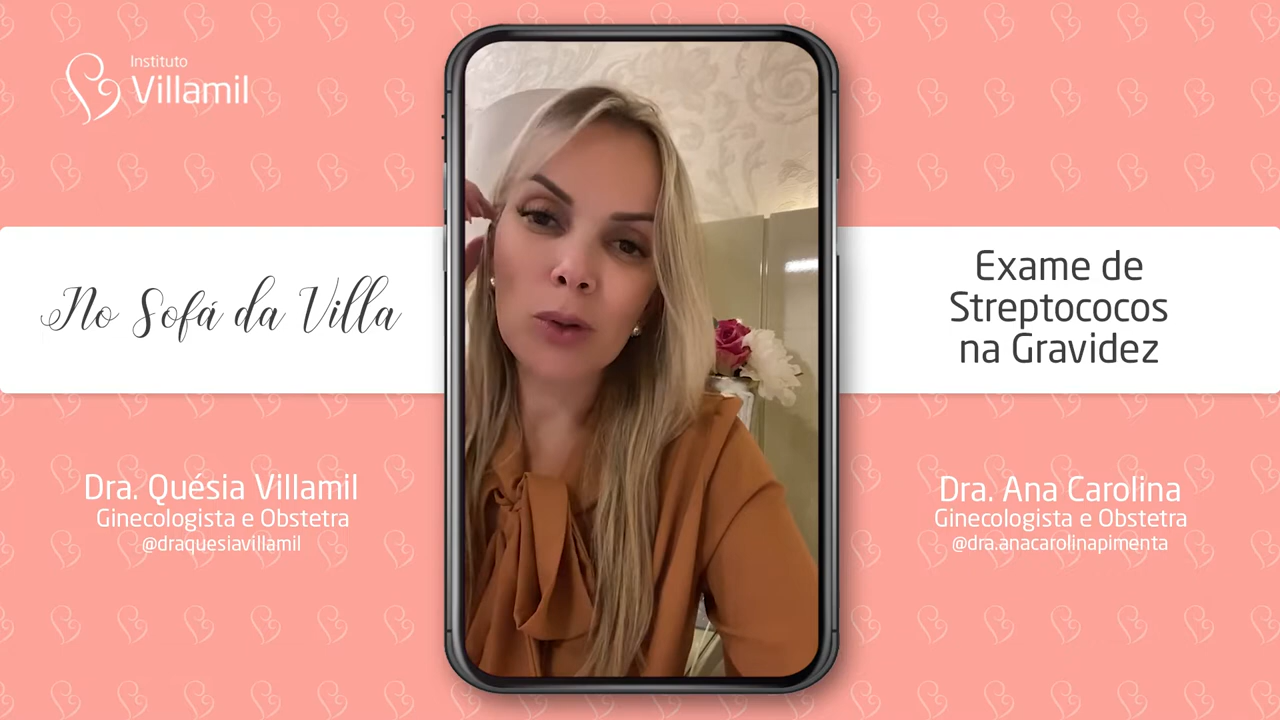 Instituto
Villamil
No Sofá da Villa
Exame de
Streptococos
na Gravidez
Dra. Quésia Villamil
Ginecologista e Obstetra
@draquesiavillamil
Dra. Ana Carolina
Ginecologista e Obstetra
@dra.anacarolinapimenta